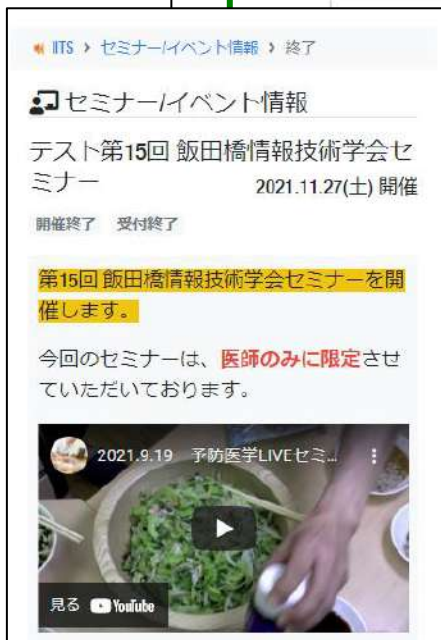 IITS › セミナー/イベント情報 › 終了
セミナー/イベント情報
テスト第15回 飯田橋情報技術学会セ
ミナー 2021.11.27(土) 開催
開催終了 受付終了
第15回 飯田橋情報技術学会セミナーを開
催します。
今回のセミナーは、医師のみに限定させ
ていただいております。
2021.9.19 予防医学LIVEセミ...
見る YouTube